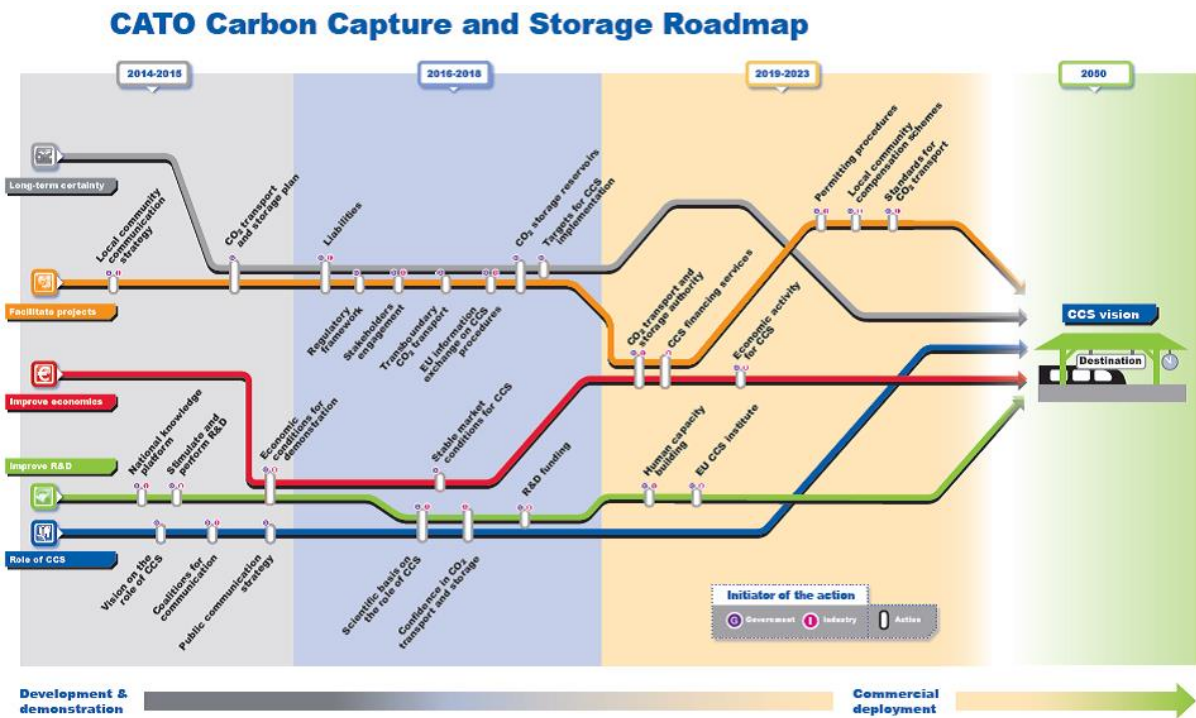 CATO Carbon Capture and Storage Roadmap
2014-2015
2016-2018
2019-2023
2050
Long-term certainty
Facilitate projects
Improve economics
Improve R&D
Role of CCS
Local community
communication
strategy
CO₂ transport
and storage plan
Liabilities
Regulatory
framework
Stakeholders
engagement
Transboundary
CO₂ transport
EU information
exchange on CCS
procedures
CO₂ storage reservoirs
Targets for CCS
implementation
CO₂ transport and
storage authority
CCS financing services
Economic activity
for CCS
Permitting procedures
Local community
compensation schemes
Standards for
CO₂ transport
National knowledge
platform
Stimulate and
perform R&D
Economic
conditions for
demonstration
Stable market
conditions for CCS
R&D funding
Human capacity
building
EU CCS institute
Vision on the
role of CCS
Coalitions for
communication
Public communication
strategy
Scientific basis on
the role of CCS
Confidence in CO₂
transport and storage
CCS vision
Destination
Initiator of the action
G Government I Industry Action
Development &
demonstration
Commercial
deployment